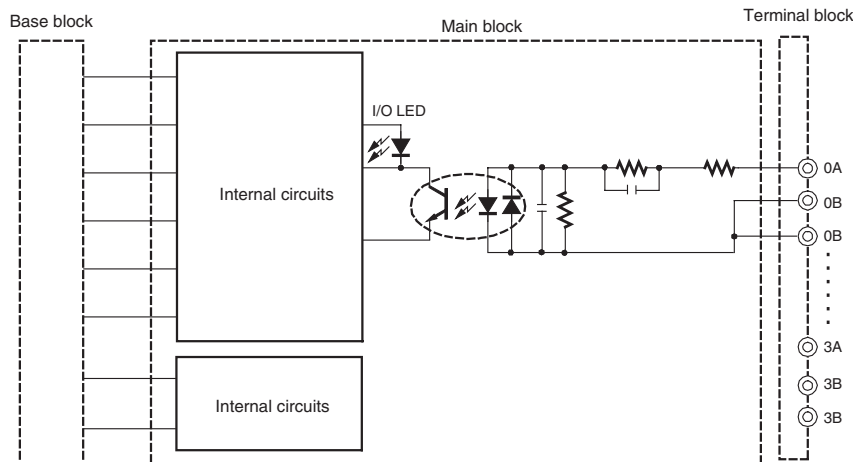 Base block
Main block
Terminal block
I/O LED
Internal circuits
0A
0B
0B
3A
3B
3B
Internal circuits